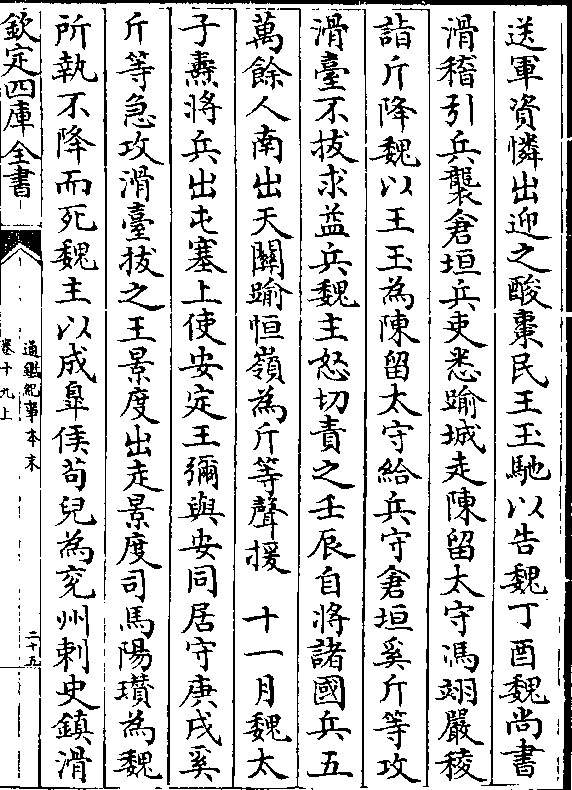 送軍資憐出迎之酸棗民王玉馳以告魏丁酉魏尚書
滑稽引兵襲倉垣兵吏悉踰城走陳留太守馮翊嚴稜
詣斤降魏以王玉為陳留太守給兵守倉垣奚斤等攻
滑臺不拔求益兵魏主怒切責之壬辰自將諸國兵五
萬餘人南出天關踰恒嶺為斤等聲援　十一月魏太
子燾將兵出屯塞上使安定王彌與安同居守庚戌奚
斤等急攻滑臺拔之王景度出走景度司馬陽瓚為魏
所執不降而死魏主以成臯侯苟兒為兖州刺史鎮滑
欽定四庫全書
通鑑紀事本末
卷十九上
二十五